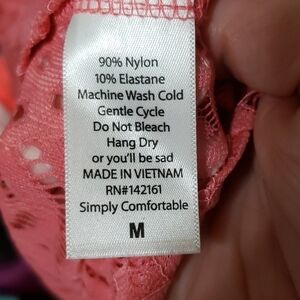 90% Nylon
10% Elastane
Machine Wash Cold
Gentle Cycle
Do Not Bleach
Hang Dry
or you'll be sad
MADE IN VIETNAM
RN#142161
Simply Comfortable
M